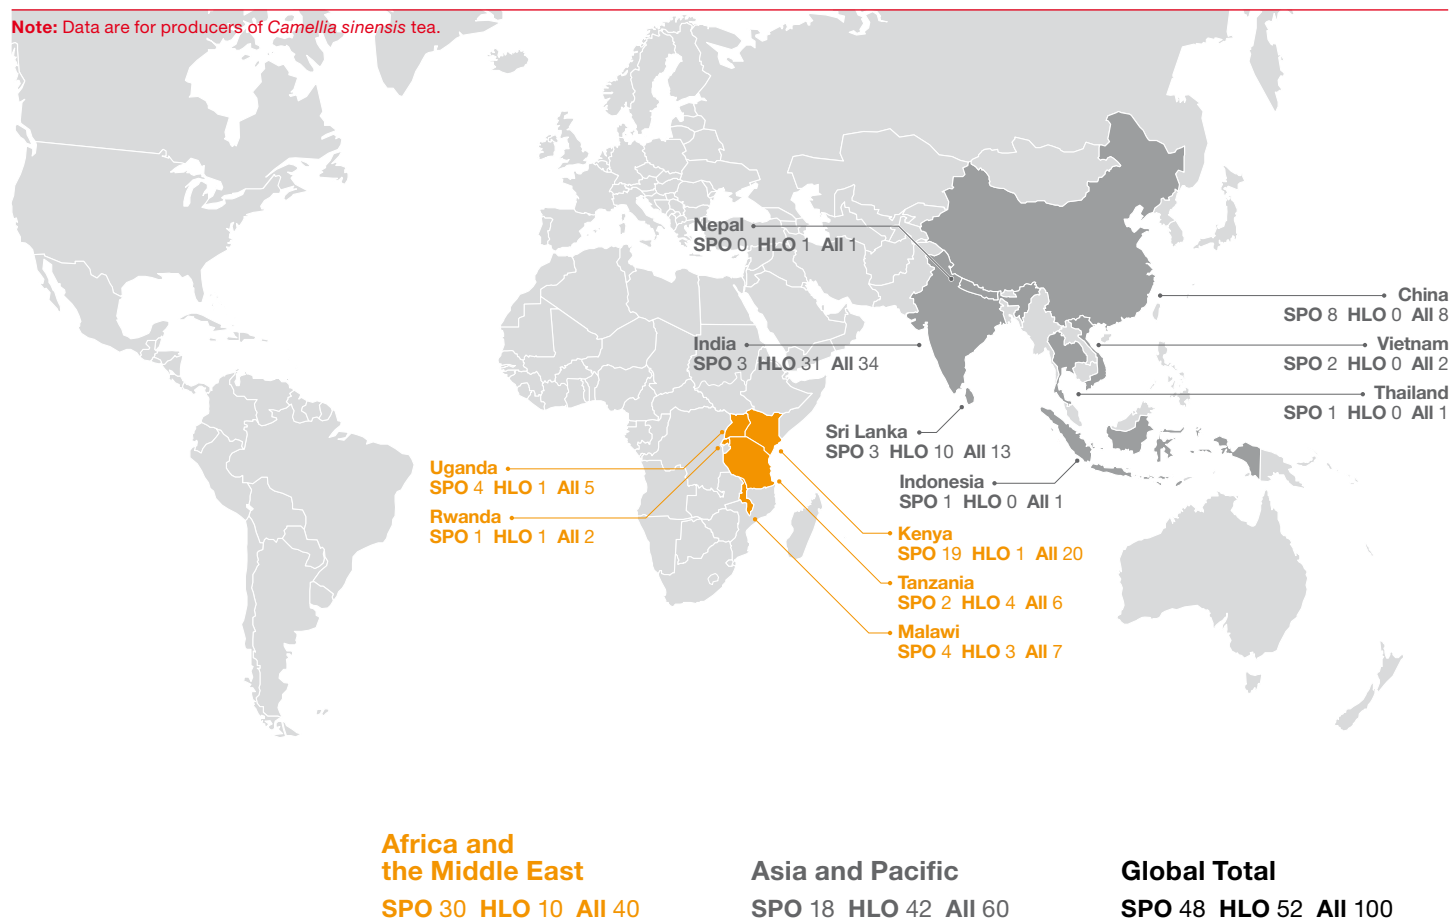 Note: Data are for producers of Camellia sinensis tea.
Nepal
SPO 0 HLO 1 All 1
China
SPO 8 HLO 0 All 8
India
SPO 3 HLO 31 All 34
Vietnam
SPO 2 HLO 0 All 2
Thailand
SPO 1 HLO 0 All 1
Sri Lanka
SPO 3 HLO 10 All 13
Uganda
SPO 4 HLO 1 All 5
Indonesia
SPO 1 HLO 0 All 1
Rwanda
SPO 1 HLO 1 All 2
Kenya
SPO 19 HLO 1 All 20
Tanzania
SPO 2 HLO 4 All 6
Malawi
SPO 4 HLO 3 All 7
Africa and
the Middle East
SPO 30 HLO 10 All 40
Asia and Pacific
SPO 18 HLO 42 All 60
Global Total
SPO 48 HLO 52 All 100